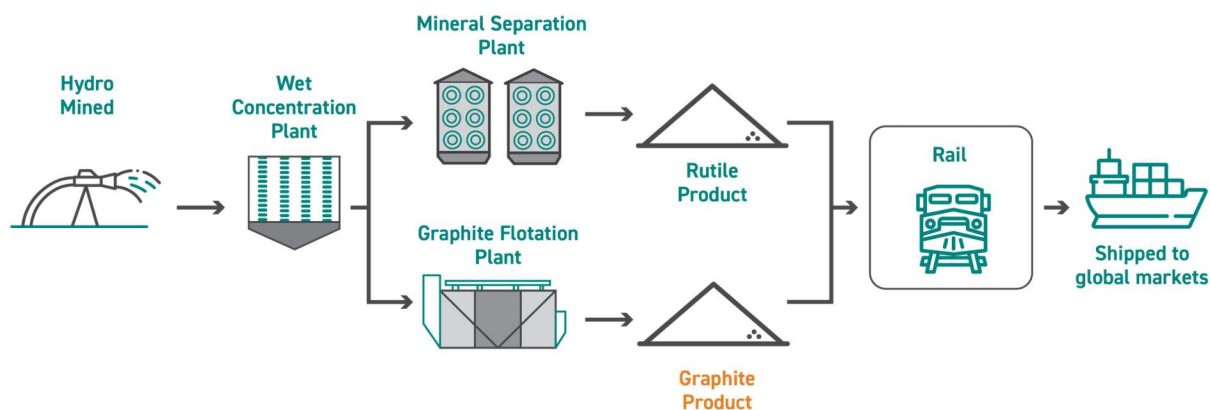 Hydro
Mined
Wet
Concentration
Plant
Mineral Separation
Plant
Graphite Flotation
Plant
Rutile
Product
Graphite
Product
Rail
Shipped to
global markets